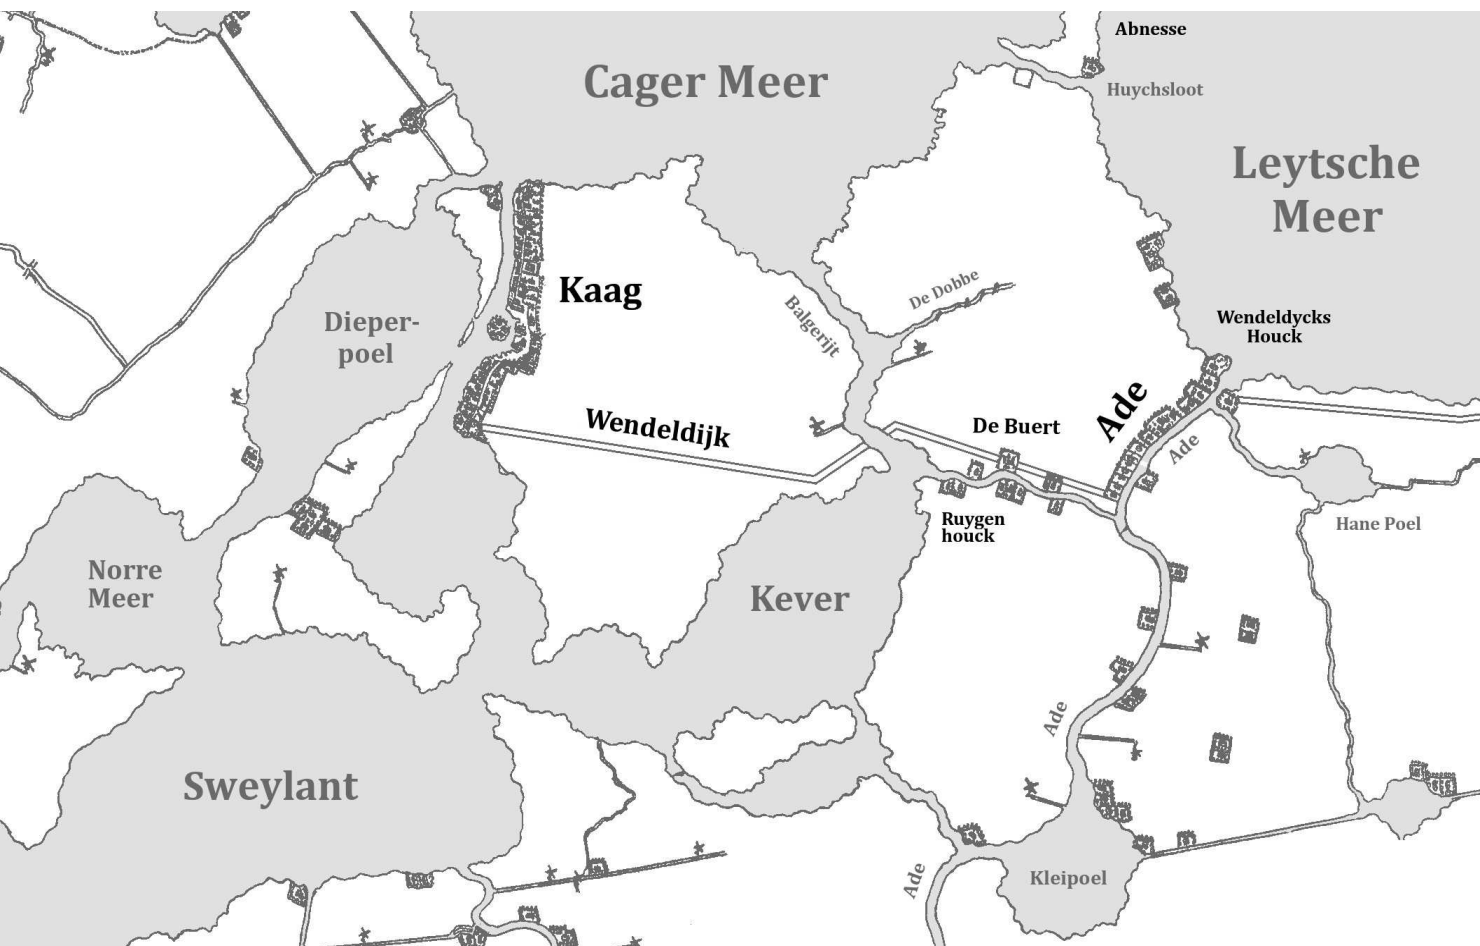 Abnesse
Cager Meer
Huychsloot
Leytsche
Meer
De Dobbe
Kaag
Balgerijt
Dieper-
poel
Wendeldycks
Houck
Ade
Wendeldijk
De Buert
Ade
Ruygen
houck
Hane Poel
Norre
Meer
Kever
Ade
Sweylant
Kleipoel
Ade